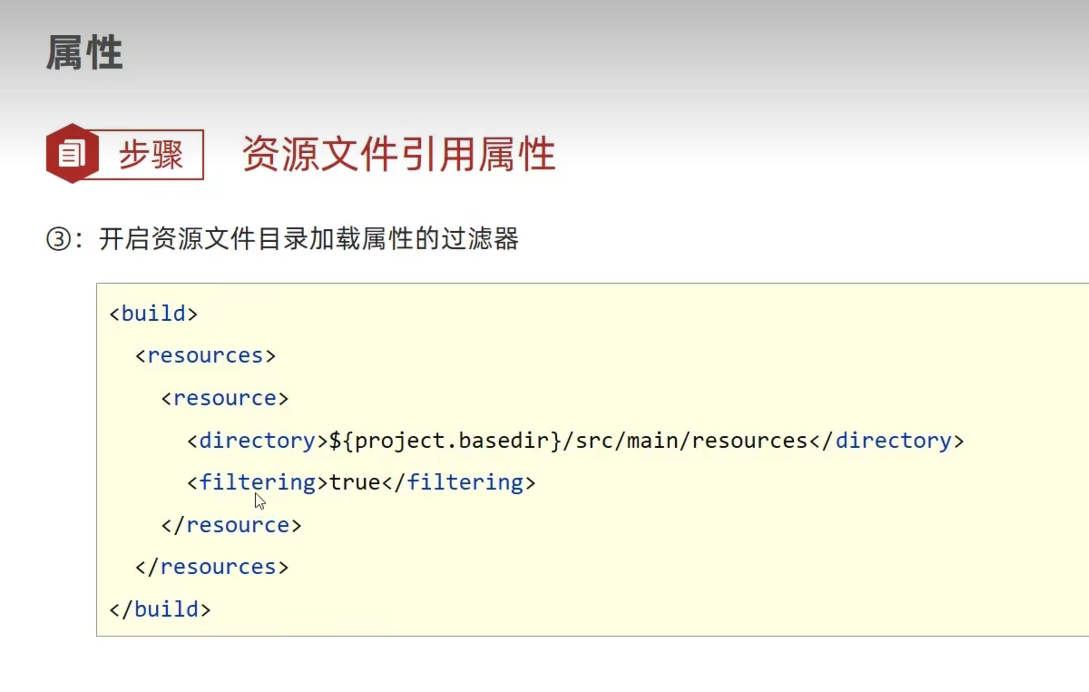 属性
步骤 资源文件引用属性
③：开启资源文件目录加载属性的过滤器
<build>
<resources>
<resource>
<directory>${project.basedir}/src/main/resources</directory>
<filtering>true</filtering>
</resource>
</resources>
</build>